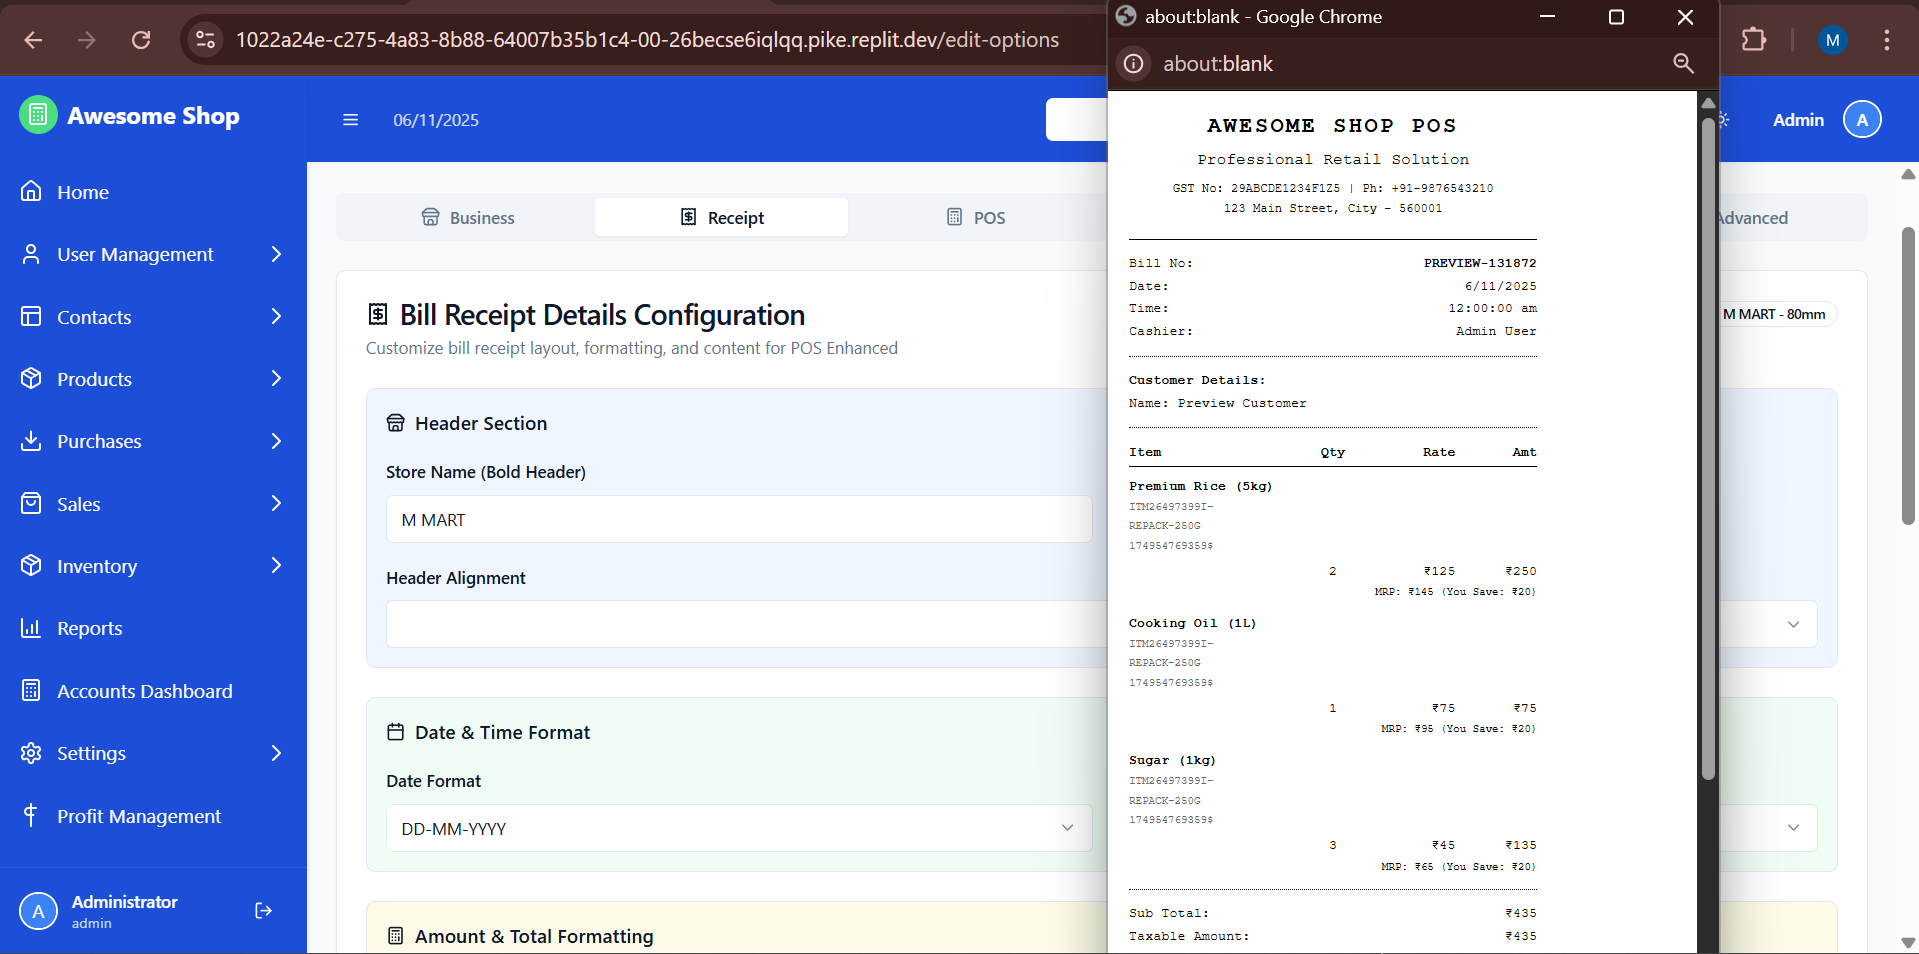 about:blank - Google Chrome
1022a24e-c275-4a83-8b88-64007b35b1c4-00-26becse6iqlqq.pike.replit.dev/edit-options
about:blank
M
Awesome Shop
06/11/2025
Admin
A
Home
User Management
Contacts
Products
Purchases
Sales
Inventory
Reports
Accounts Dashboard
Settings
Profit Management
A
Administrator
admin
Business
Receipt
POS
Advanced
Bill Receipt Details Configuration
Customize bill receipt layout, formatting, and content for POS Enhanced
M MART - 80mm
Header Section
Store Name (Bold Header)
M MART
Header Alignment
Date & Time Format
Date Format
DD-MM-YYYY
Amount & Total Formatting
AWESOME SHOP POS
Professional Retail Solution
GST No: 29ABCDE1234F1Z5 | Ph: +91-9876543210
123 Main Street, City - 560001
Bill No: PREVIEW-131872
Date: 6/11/2025
Time: 12:00:00 am
Cashier: Admin User
Customer Details:
Name: Preview Customer
Item Qty Rate Amt
Premium Rice (5kg)
ITM26497399I-
REPACK-250G
174954769359$
2 ₹125 ₹250
MRP: ₹145 (You Save: ₹20)
Cooking Oil (1L)
ITM26497399I-
REPACK-250G
174954769359$
1 ₹75 ₹75
MRP: ₹95 (You Save: ₹20)
Sugar (1kg)
ITM26497399I-
REPACK-250G
174954769359$
3 ₹45 ₹135
MRP: ₹65 (You Save: ₹20)
Sub Total: ₹435
Taxable Amount: ₹435